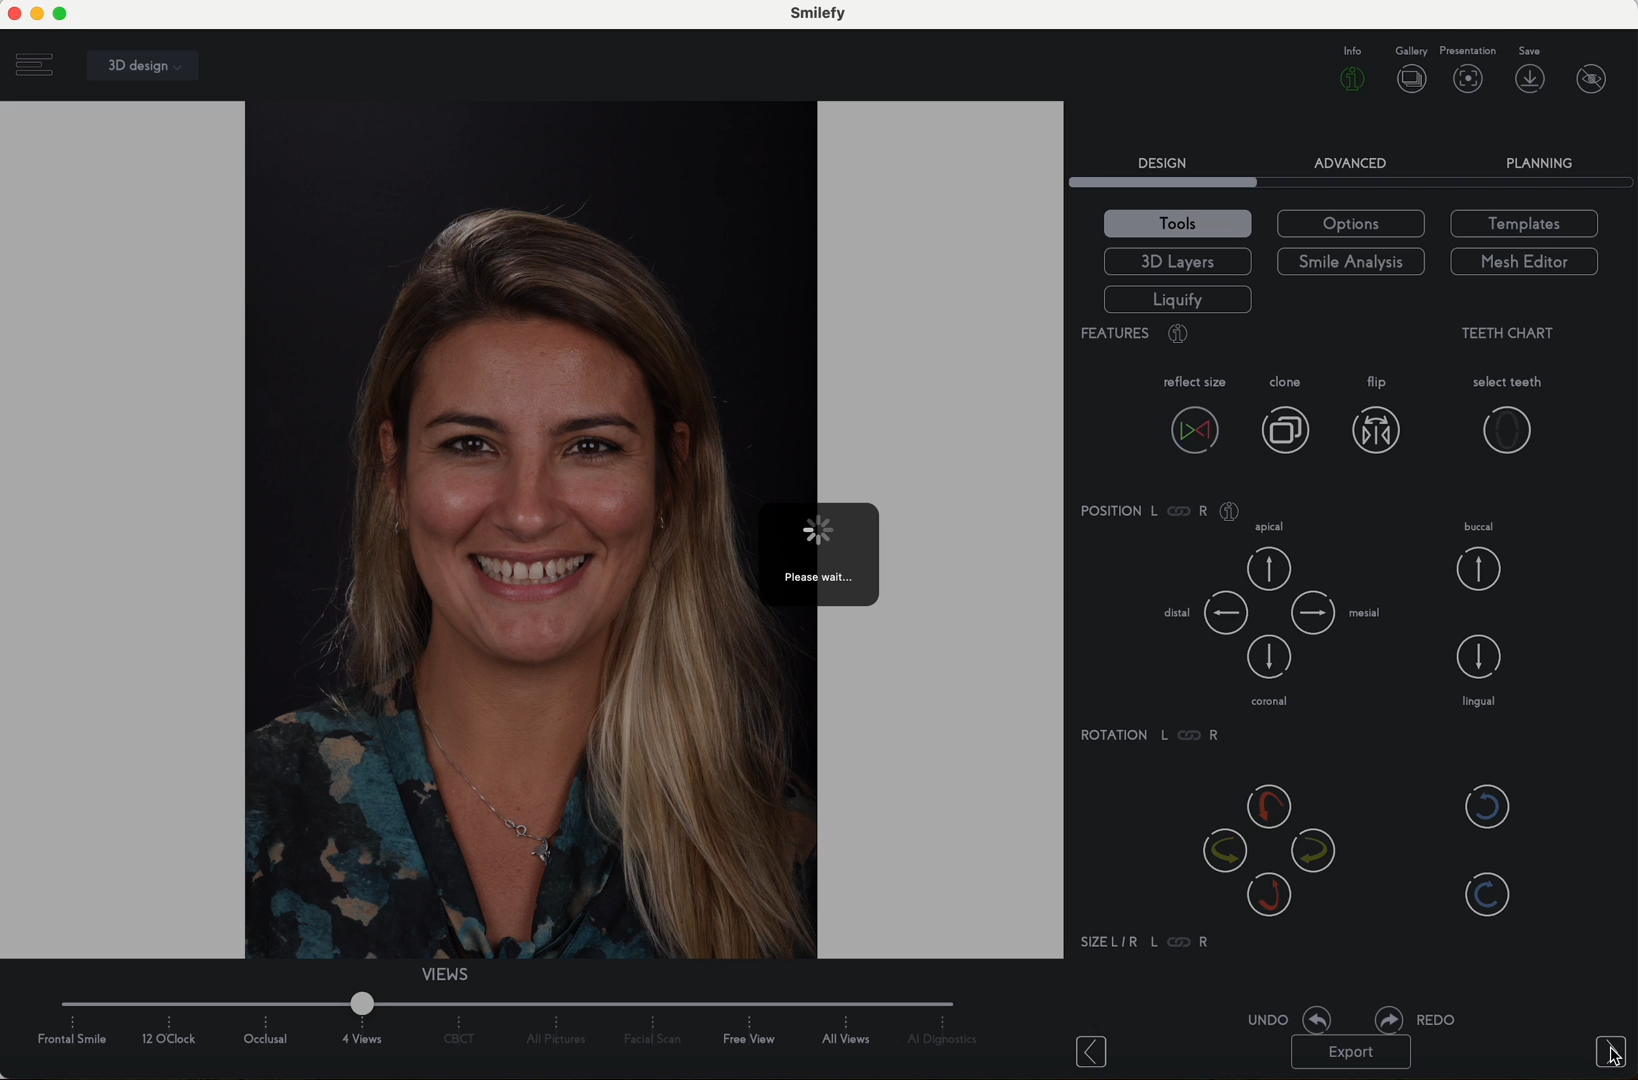 Smilefy
3D design
Info
Gallery
Presentation
Save
DESIGN
ADVANCED
PLANNING
Tools
Options
Templates
3D Layers
Smile Analysis
Mesh Editor
Liquify
FEATURES
TEETH CHART
reflect size
clone
flip
select teeth
POSITION L R
apical
buccal
distal
mesial
coronal
lingual
Please wait...
ROTATION L R
SIZE L / R L R
VIEWS
Frontal Smile
12 O'Clock
Occlusal
4 Views
CBCT
All Pictures
Facial Scan
Free View
All Views
AI Dignostics
UNDO
REDO
Export